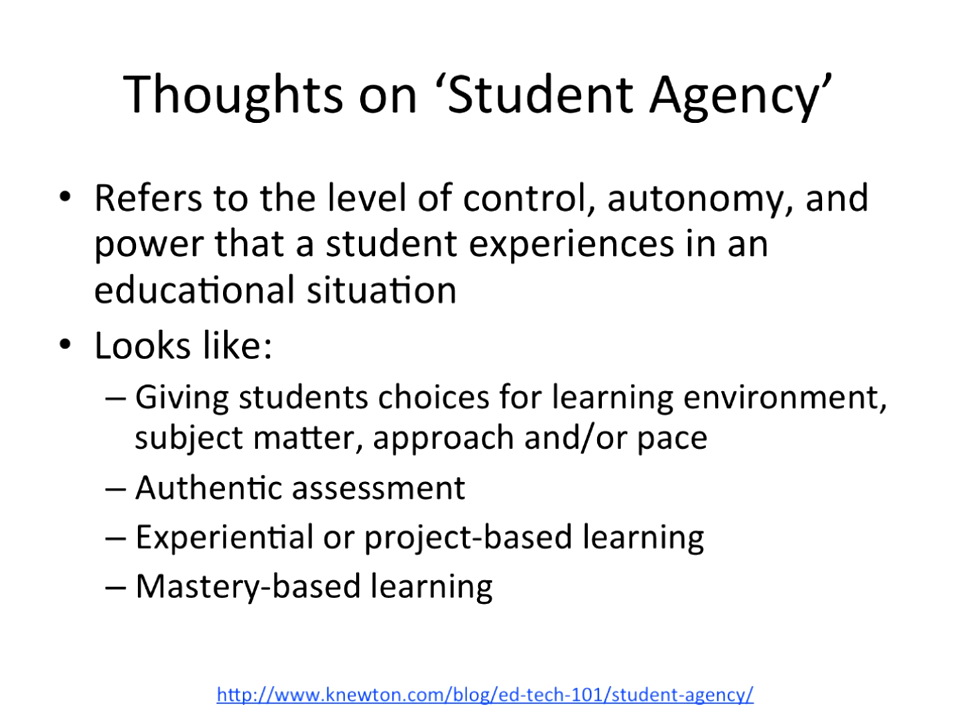 Thoughts on ‘Student Agency’
• Refers to the level of control, autonomy, and
power that a student experiences in an
educational situation
• Looks like:
– Giving students choices for learning environment,
subject matter, approach and/or pace
– Authentic assessment
– Experiential or project-based learning
– Mastery-based learning
http://www.knewton.com/blog/ed-tech-101/student-agency/